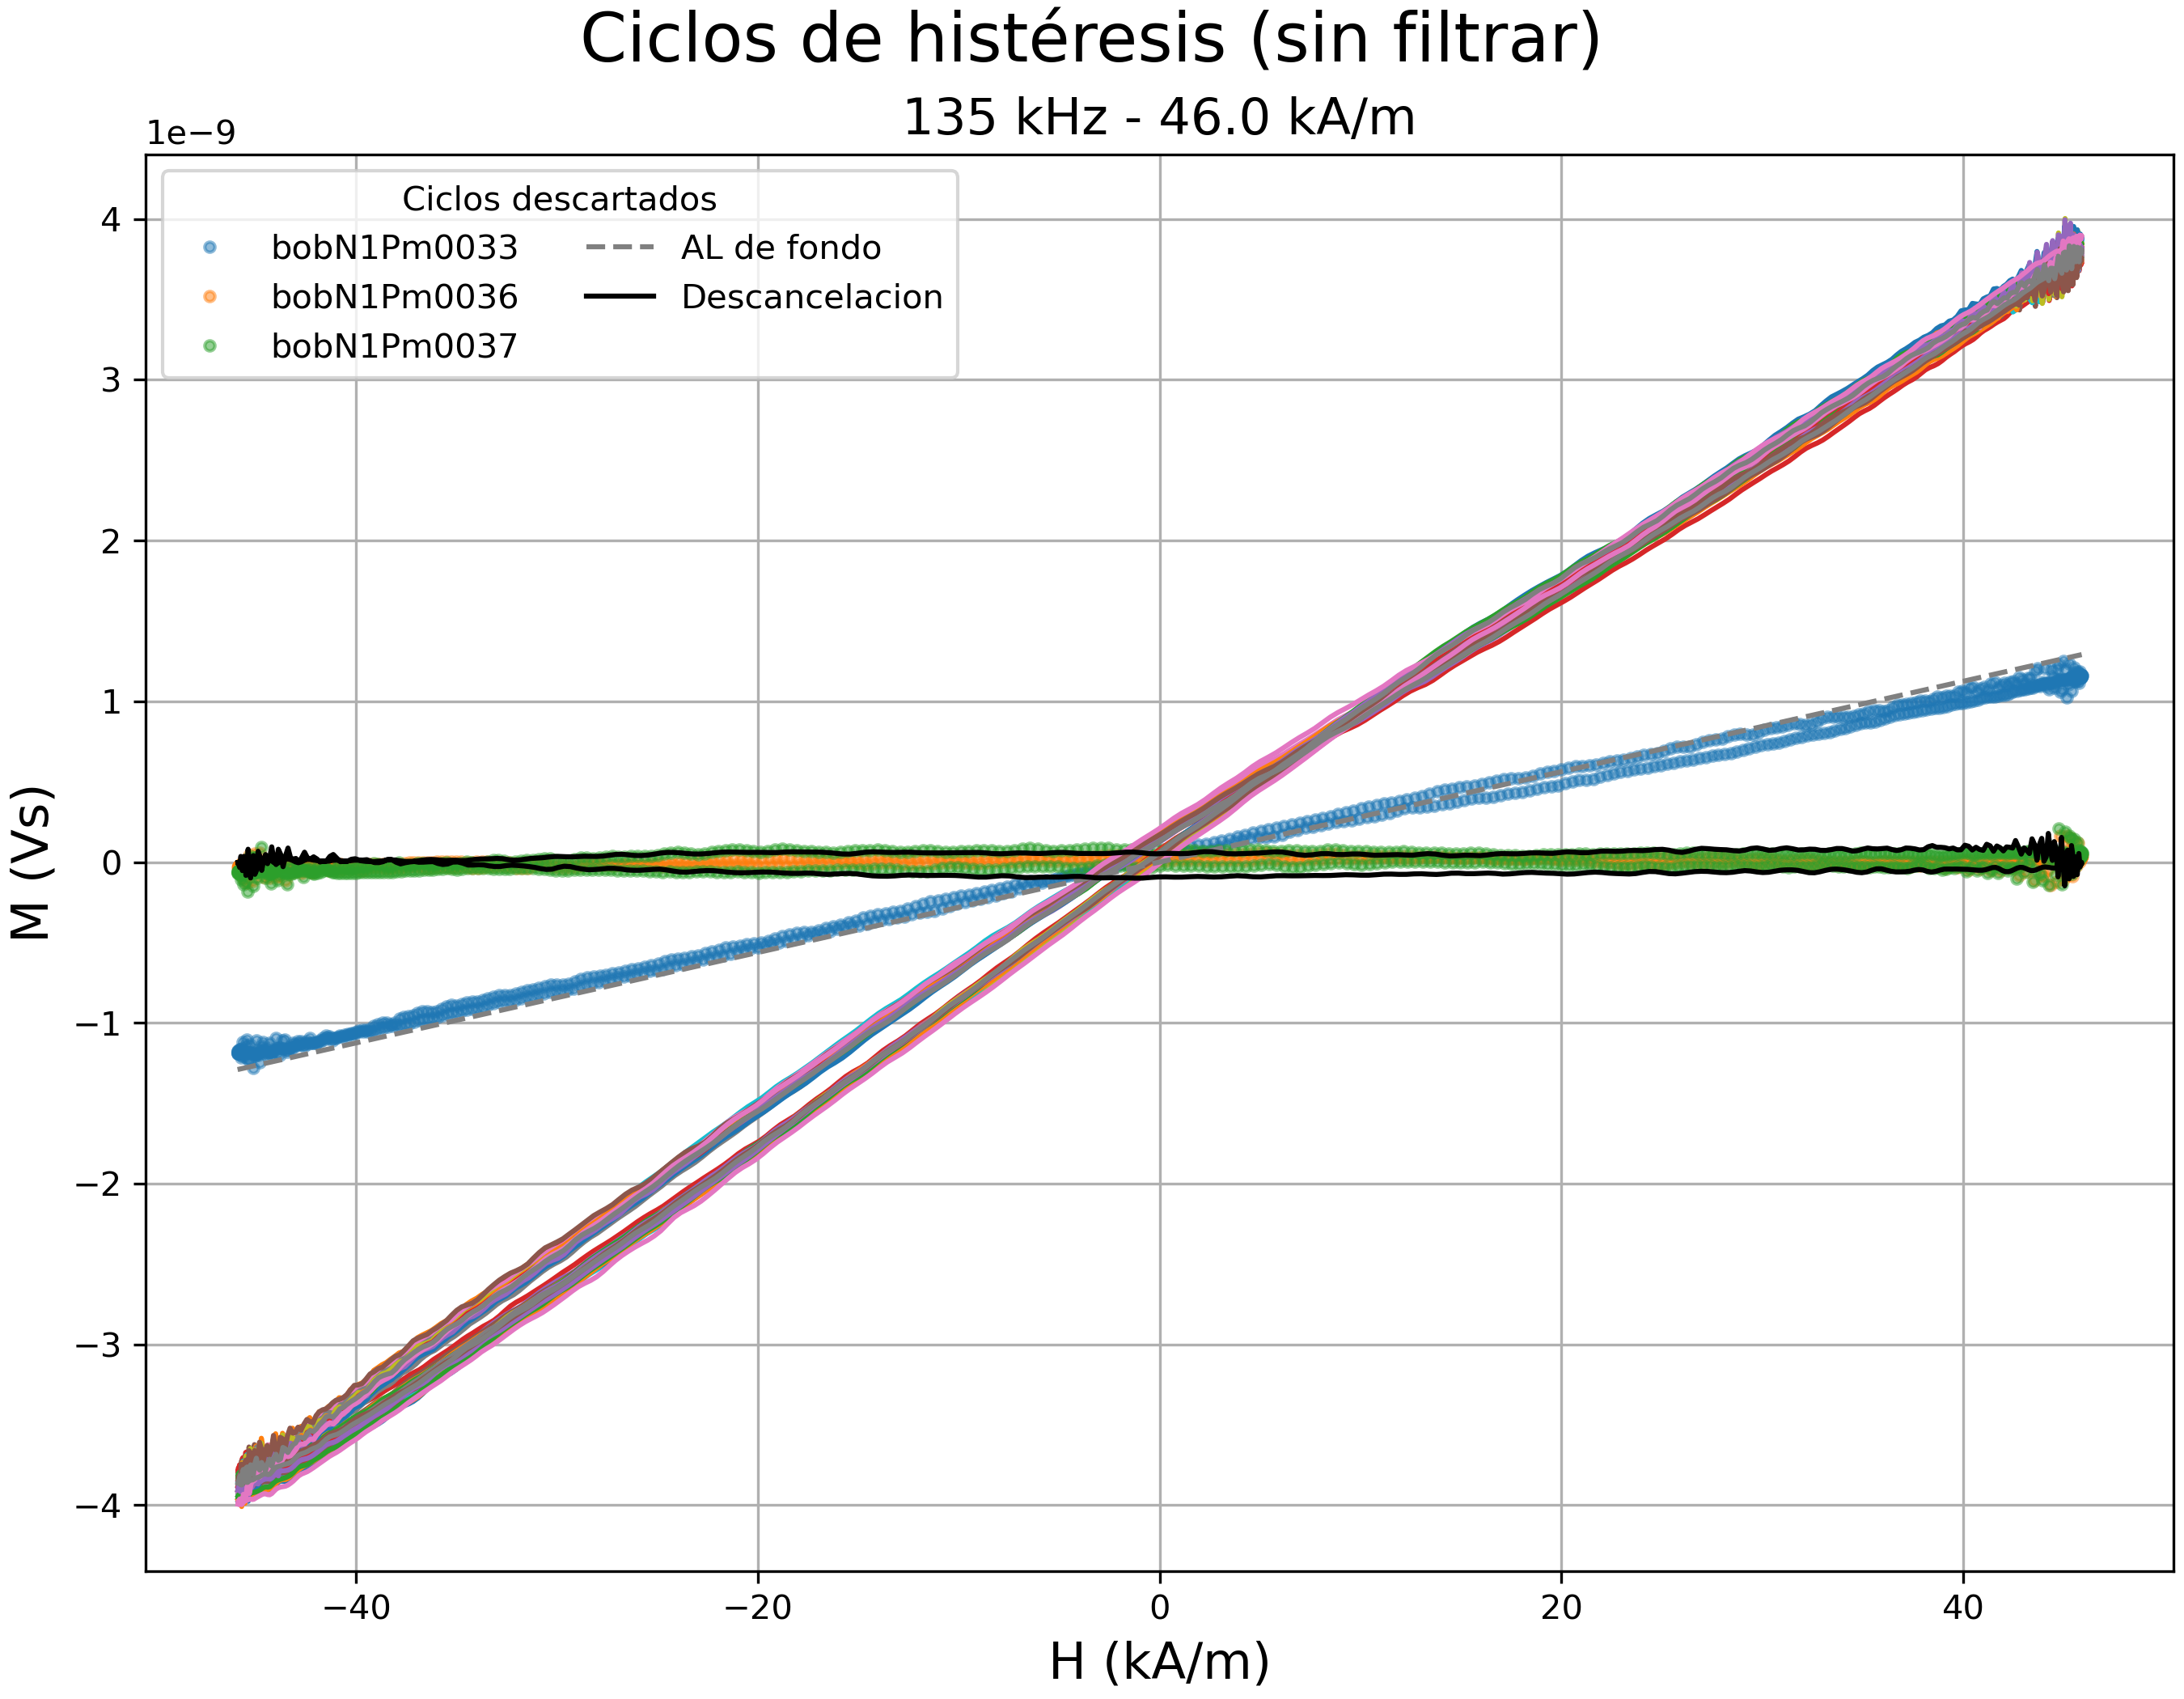 Ciclos de histéresis (sin filtrar)
135 kHz - 46.0 kA/m
1e−9
Ciclos descartados
bobN1Pm0033
bobN1Pm0036
bobN1Pm0037
AL de fondo
Descancelacion
4
3
2
1
0
−1
−2
−3
−4
M (Vs)
−40
−20
0
20
40
H (kA/m)